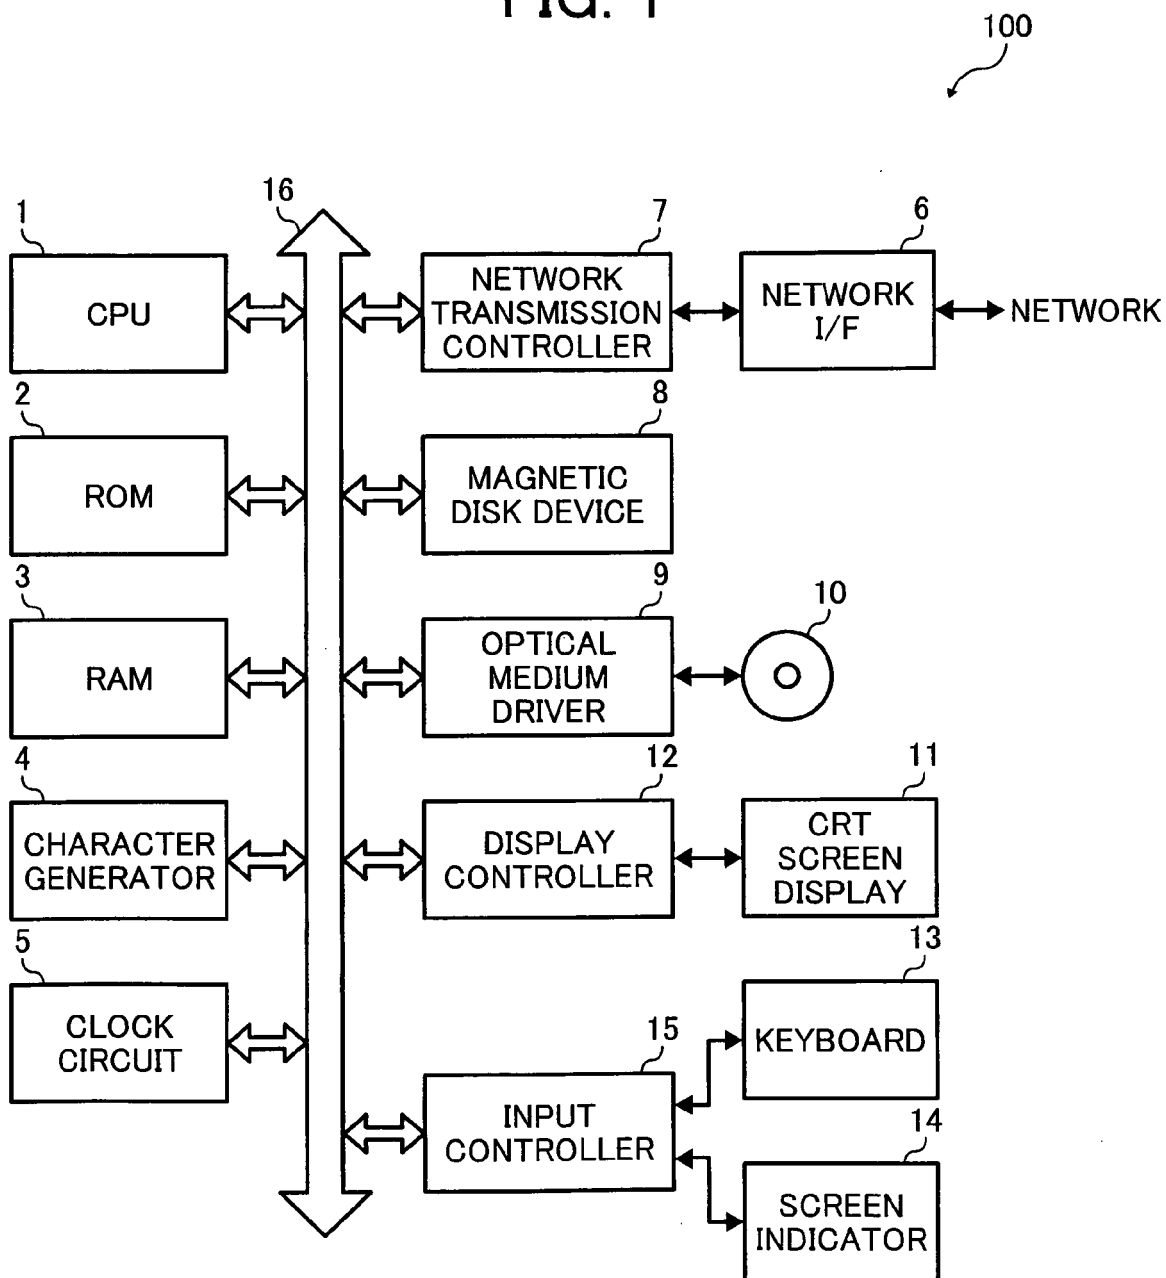 FIG. 1
100
16
1
CPU
7
NETWORK
TRANSMISSION
CONTROLLER
6
NETWORK
I/F
NETWORK
2
ROM
8
MAGNETIC
DISK DEVICE
3
RAM
9
OPTICAL
MEDIUM
DRIVER
10
4
CHARACTER
GENERATOR
12
DISPLAY
CONTROLLER
11
CRT
SCREEN
DISPLAY
5
CLOCK
CIRCUIT
13
KEYBOARD
15
INPUT
CONTROLLER
14
SCREEN
INDICATOR